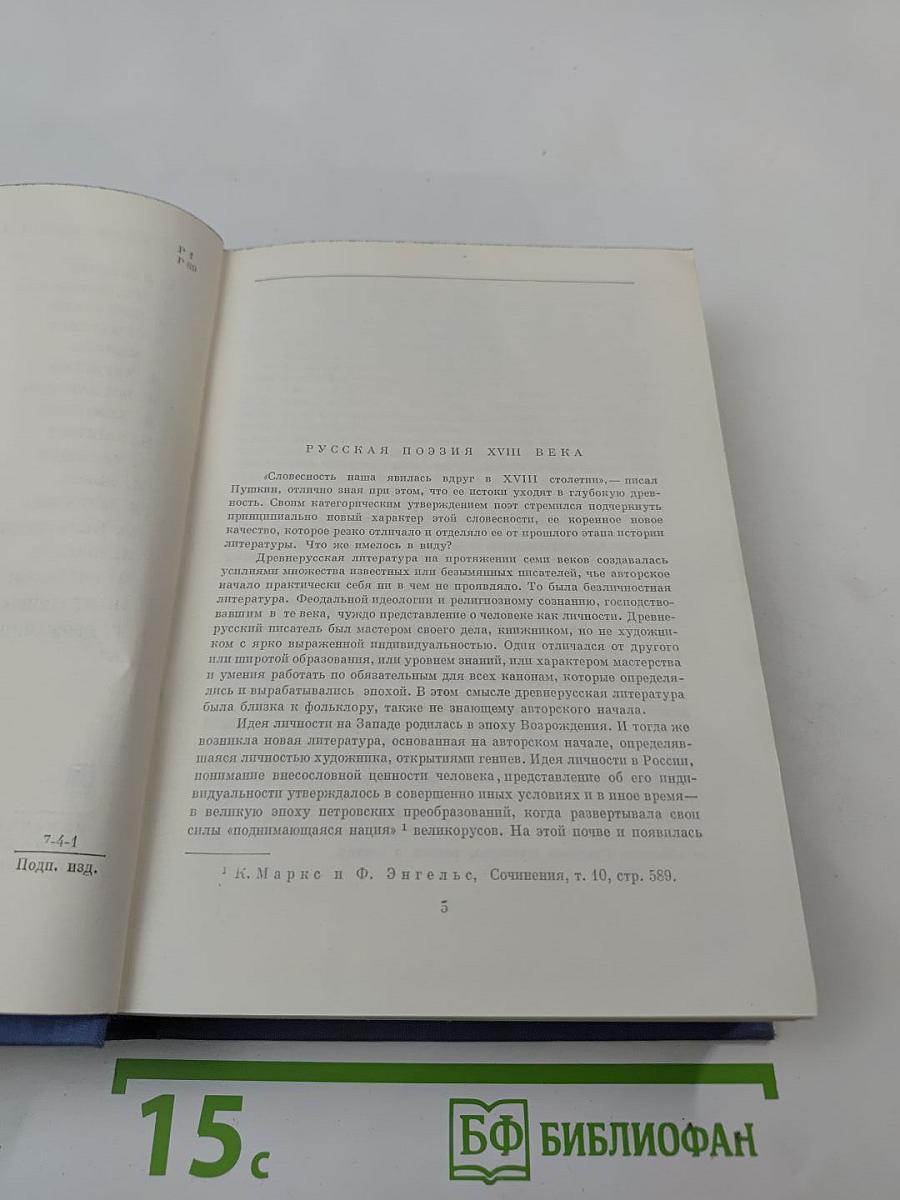 Р 1
Р 89
7-4-1
Подп. изд.
РУССКАЯ ПОЭЗИЯ XVIII ВЕКА
«Словесность наша явилась вдруг в XVIII столетии»,— писал
Пушкин, отлично зная при этом, что ее истоки уходят в глубокую древ-
ность. Своим категорическим утверждением поэт стремился подчеркнуть
принципиально новый характер этой словесности, ее коренное новое
качество, которое резко отличало и отделяло ее от прошлого этапа истории
литературы. Что же имелось в виду?
Древнерусская литература на протяжении семи веков создавалась
усилиями множества известных или безымянных писателей, чье авторское
начало практически себя ни в чем не проявляло. То была безличностная
литература. Феодальной идеологии и религиозному сознанию, господство-
вавшим в те века, чуждо представление о человеке как личности. Древне-
русский писатель был мастером своего дела, книжником, но не художни-
ком с ярко выраженной индивидуальностью. Один отличался от другого
или широтой образования, или уровнем знаний, или характером мастерства
и умения работать по обязательным для всех канонам, которые определя-
лись и вырабатывались эпохой. В этом смысле древнерусская литература
была близка к фольклору, также не знающему авторского начала.
Идея личности на Западе родилась в эпоху Возрождения. И тогда же
возникла новая литература, основанная на авторском начале, определяв-
шаяся личностью художника, открытиями гениев. Идея личности в России,
понимание внесословной ценности человека, представление об его инди-
видуальности утверждалось в совершенно иных условиях и в иное время—
в великую эпоху петровских преобразований, когда развертывала свои
силы «поднимающаяся нация» ¹ великорусов. На этой почве и появилась
¹ К. Маркс и Ф. Энгельс, Сочинения, т. 10, стр. 589.
5
15 с
БФ БИБЛИОФАН